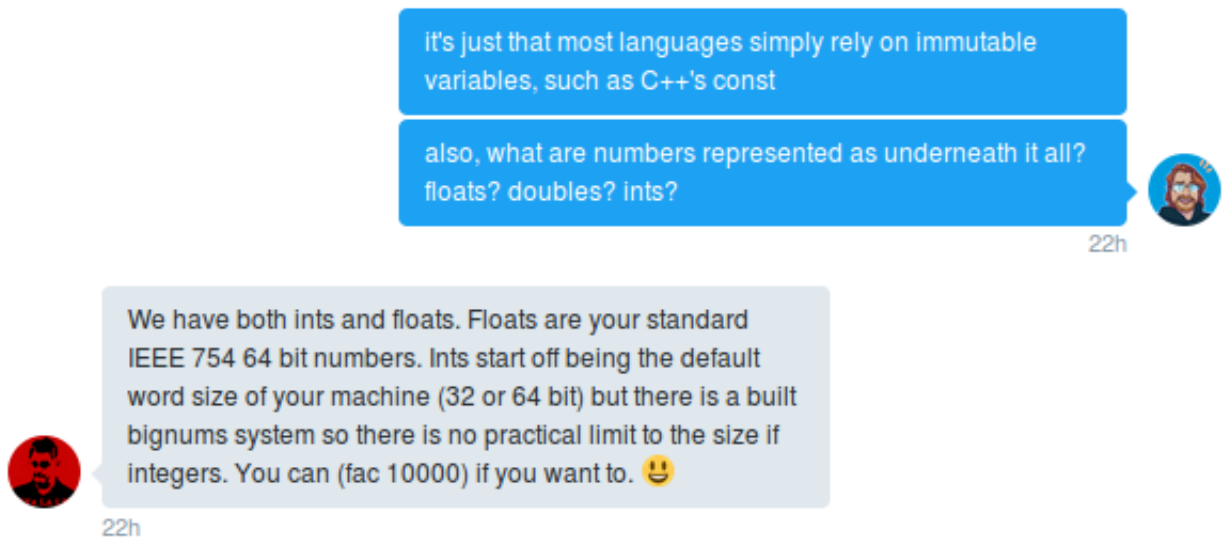 it's just that most languages simply rely on immutable
variables, such as C++'s const
also, what are numbers represented as underneath it all?
floats? doubles? ints?
22h
We have both ints and floats. Floats are your standard
IEEE 754 64 bit numbers. Ints start off being the default
word size of your machine (32 or 64 bit) but there is a built
bignums system so there is no practical limit to the size if
integers. You can (fac 10000) if you want to. 😃
22h